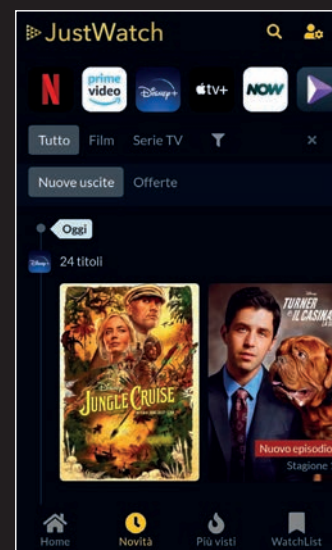 JustWatch
N
prime
video
Disney+
tv+
NOW
Tutto Film Serie TV
Nuove uscite Offerte
Oggi
Disney+ 24 titoli
DISNEY
JUNGLE CRUISE
TURNER
E IL CASINA
Nuovo episodio
Stagione 1
Home Novità Più visti WatchList